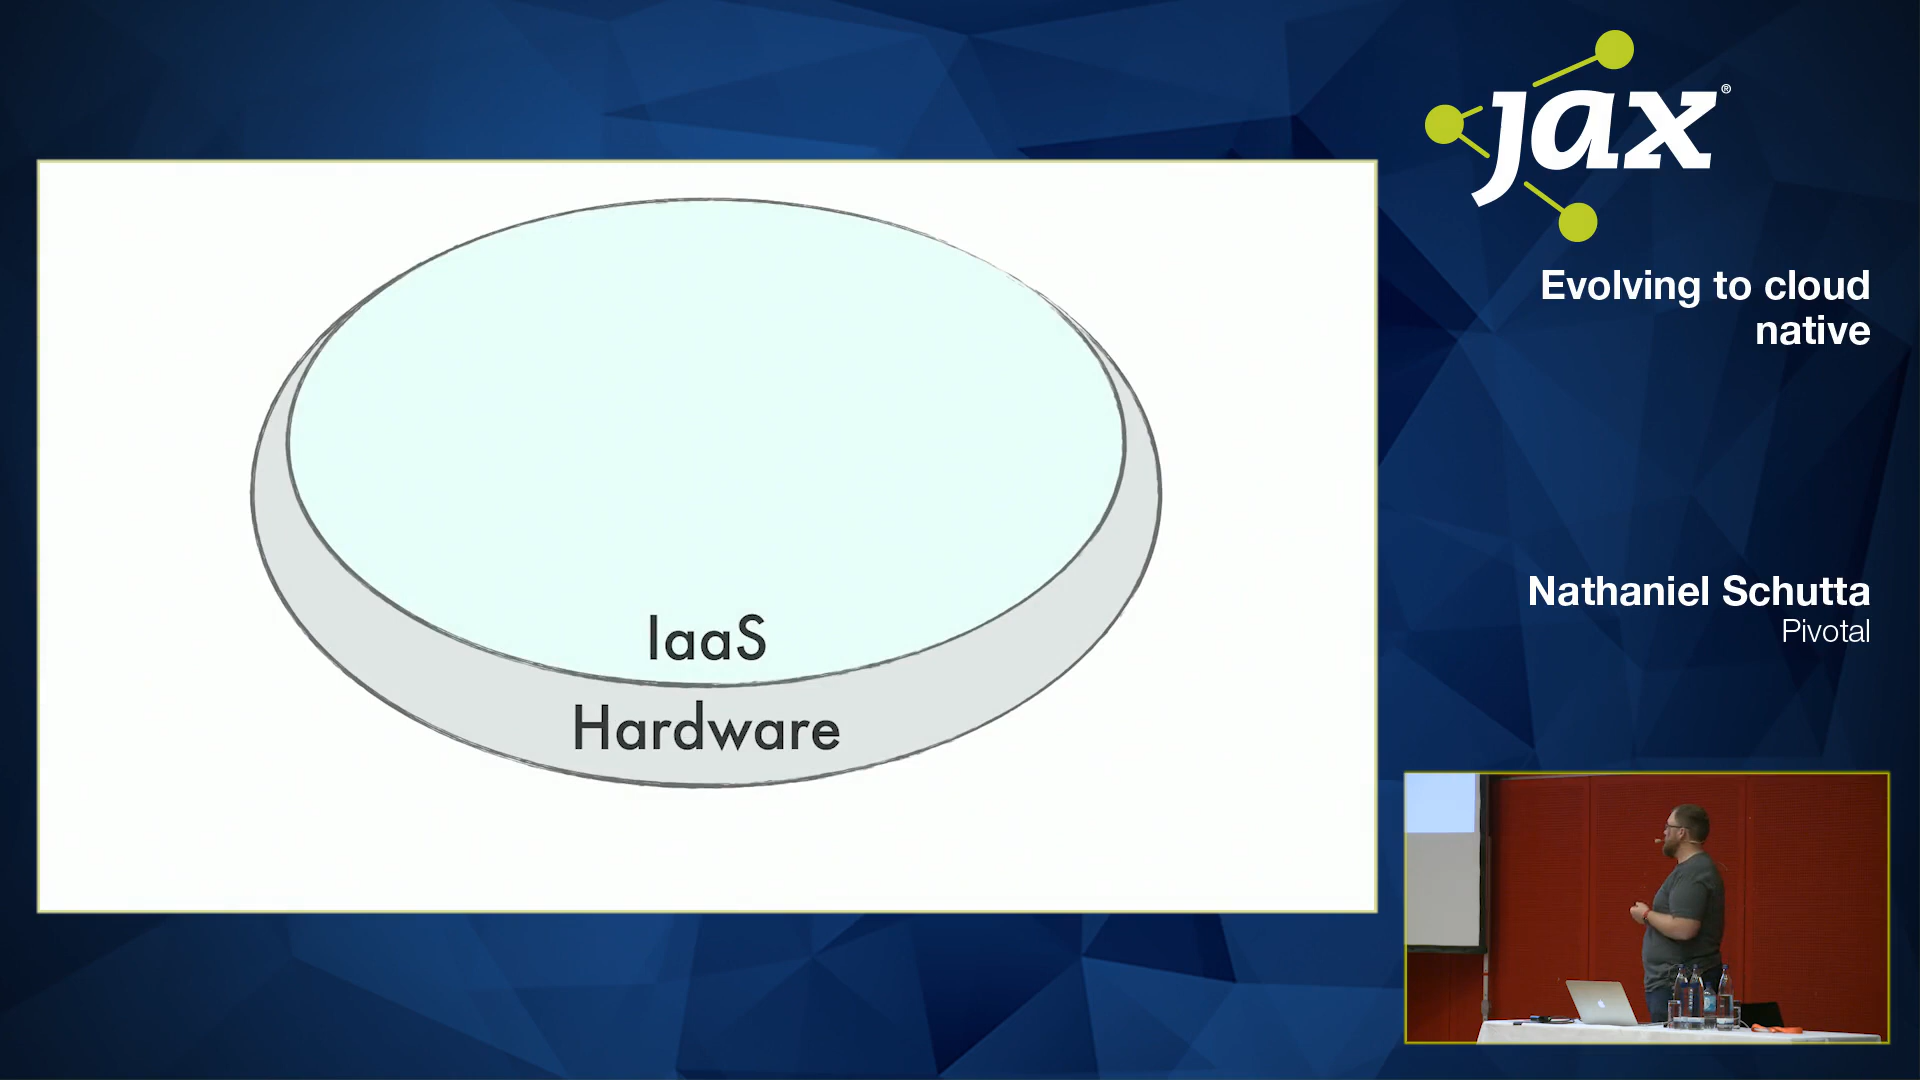 jax®
Evolving to cloud
native
IaaS
Hardware
Nathaniel Schutta
Pivotal